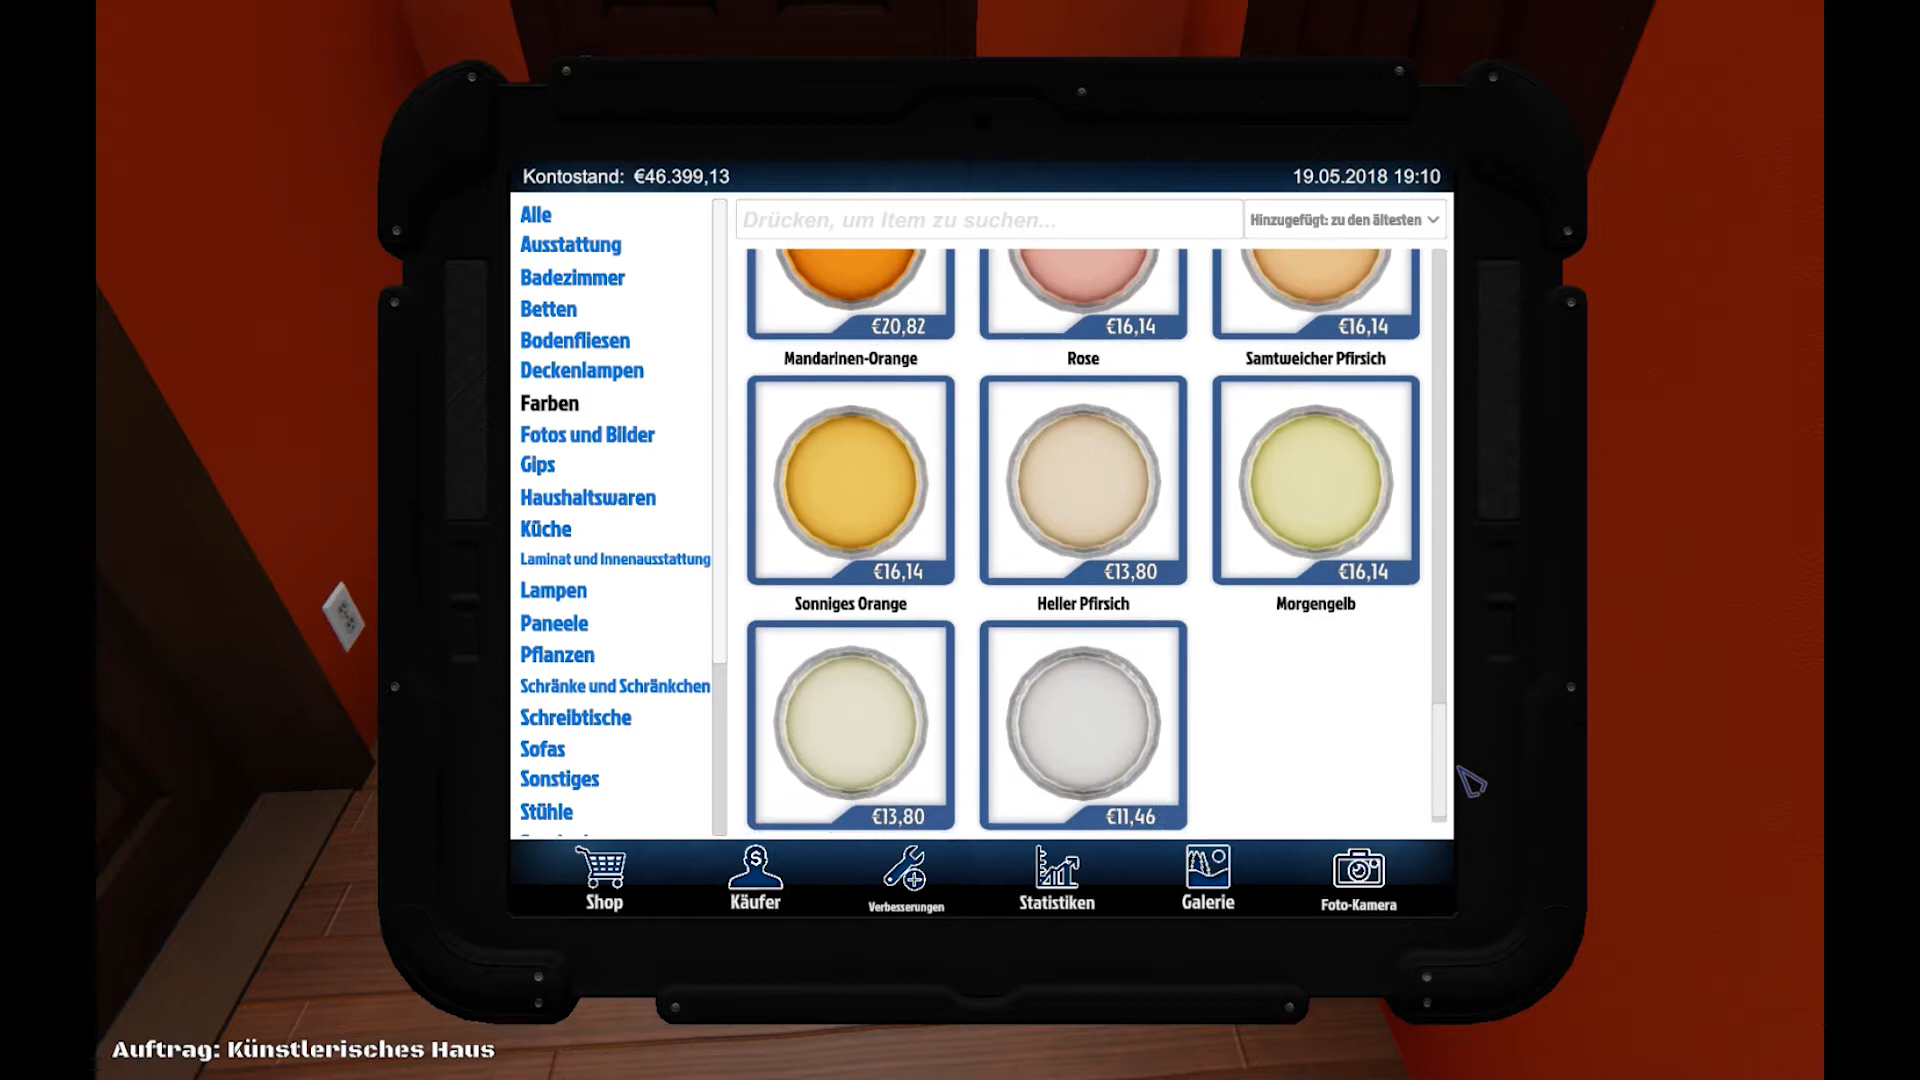 Kontostand: €46.399,13
19.05.2018 19:10
Alle
Ausstattung
Badezimmer
Betten
Bodenfliesen
Deckenlampen
Farben
Fotos und Bilder
Gips
Haushaltswaren
Küche
Laminat und Innenausstattung
Lampen
Paneele
Pflanzen
Schränke und Schränkchen
Schreibtische
Sofas
Sonstiges
Stühle
Drücken, um Item zu suchen...
Hinzugefügt: zu den ältesten
€20,82
€16,14
€16,14
Mandarinen-Orange
Rose
Samtweicher Pfirsich
€16,14
€13,80
€16,14
Sonniges Orange
Heller Pfirsich
Morgengelb
€13,80
€11,46
Shop
Käufer
Verbesserungen
Statistiken
Galerie
Foto-Kamera
Auftrag: Künstlerisches Haus